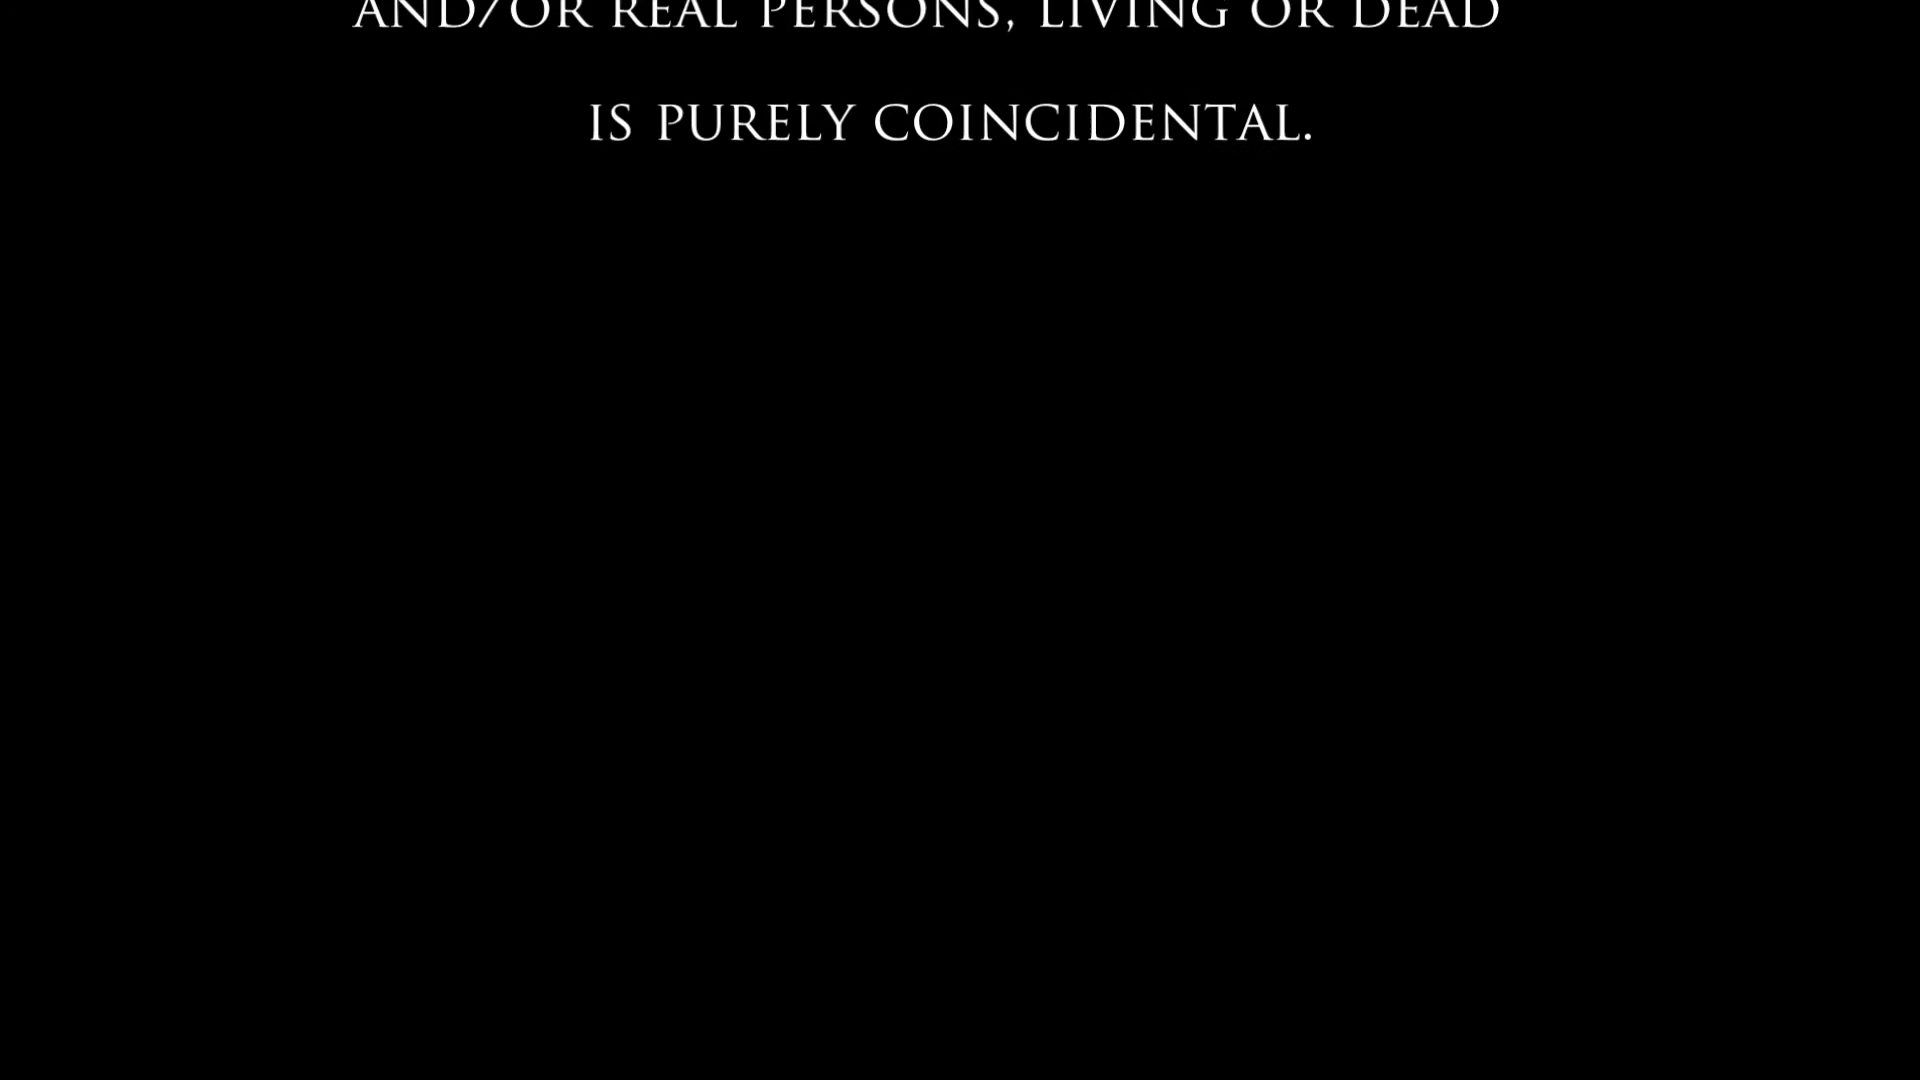 AND/OR REAL PERSONS, LIVING OR DEAD
IS PURELY COINCIDENTAL.